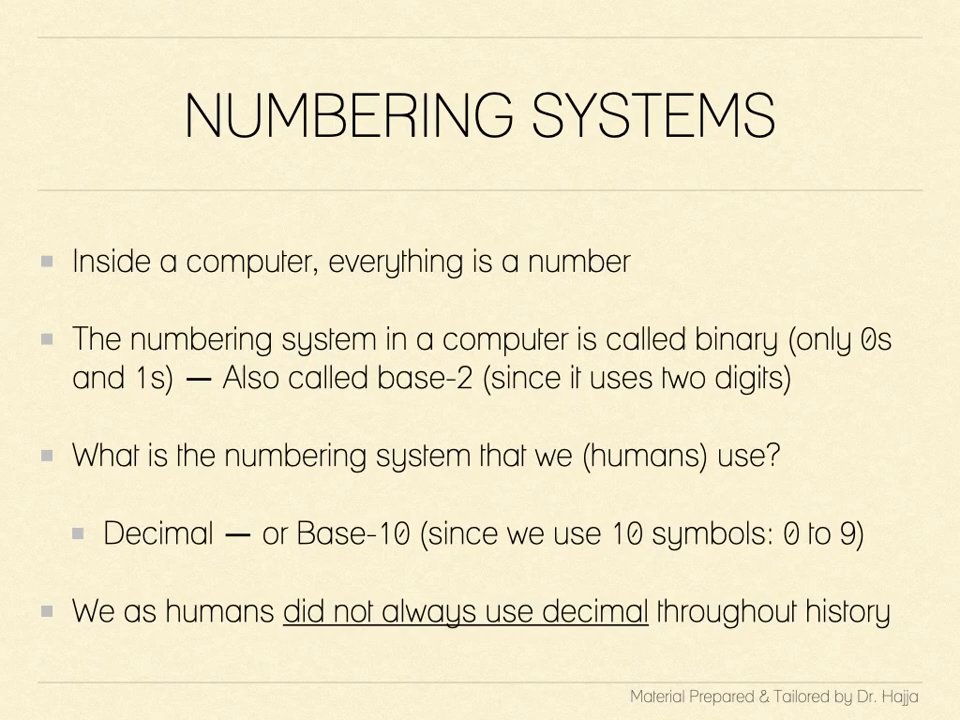 NUMBERING SYSTEMS
Inside a computer, everything is a number
The numbering system in a computer is called binary (only 0s
and 1s) — Also called base-2 (since it uses two digits)
What is the numbering system that we (humans) use?
Decimal — or Base-10 (since we use 10 symbols: 0 to 9)
We as humans did not always use decimal throughout history
Material Prepared & Tailored by Dr. Hajja